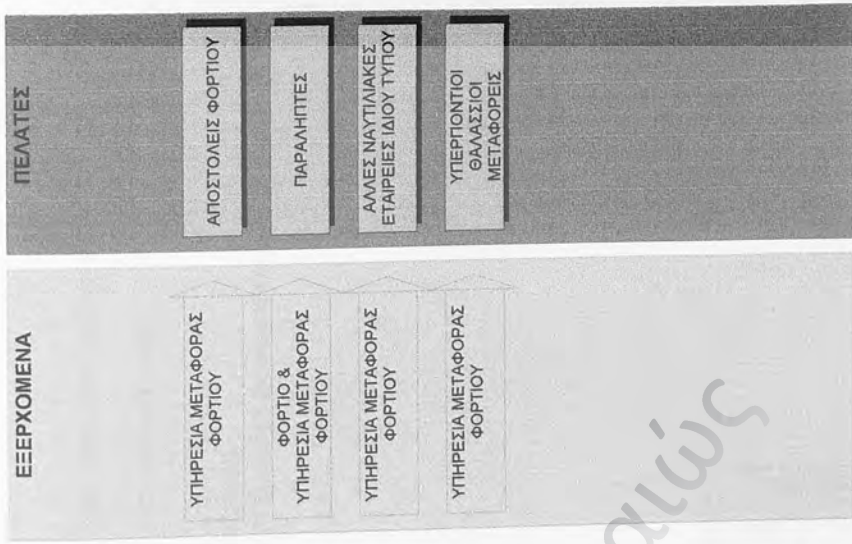 ΕΞΕΡΧΟΜΕΝΑ
ΥΠΗΡΕΣΙΑ ΜΕΤΑΦΟΡΑΣ
ΦΟΡΤΙΟΥ
ΦΟΡΤΙΟ &
ΥΠΗΡΕΣΙΑ ΜΕΤΑΦΟΡΑΣ
ΦΟΡΤΙΟΥ
ΥΠΗΡΕΣΙΑ ΜΕΤΑΦΟΡΑΣ
ΦΟΡΤΙΟΥ
ΥΠΗΡΕΣΙΑ ΜΕΤΑΦΟΡΑΣ
ΦΟΡΤΙΟΥ
ΠΕΛΑΤΕΣ
ΑΠΟΣΤΟΛΕΙΣ ΦΟΡΤΙΟΥ
ΠΑΡΑΛΗΠΤΕΣ
ΑΛΛΕΣ ΝΑΥΤΙΛΙΑΚΕΣ
ΕΤΑΙΡΕΙΕΣ ΙΔΙΟΥ ΤΥΠΟΥ
ΥΠΕΡΠΟΝΤΙΟΙ
ΘΑΛΑΣΣΙΟΙ
ΜΕΤΑΦΟΡΕΙΣ